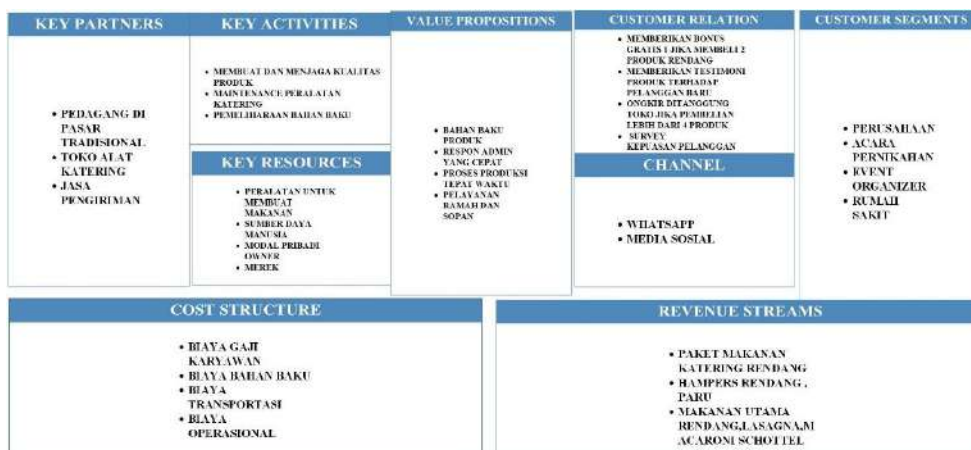 KEY PARTNERS
• PEDAGANG DI
PASAR
TRADISIONAL
• TOKO ALAT
KATERING
• JASA
PENGIRIMAN
KEY ACTIVITIES
• MEMBUAT DAN MENJAGA KUALITAS
PRODUK
• MAINTENANCE PERALATAN
KATERING
• PEMELIHARAAN BAHAN BAKU
KEY RESOURCES
• PERALATAN UNTUK
MEMBUAT
MAKANAN
• SUMBER DAYA
MANUSIA
• MODAL PRIBADI
OWNER
• MEREK
VALUE PROPOSITIONS
• BAHAN BAKU
PRODUK
• RESPON ADMIN
YANG CEPAT
• PROSES PRODUKSI
TEPAT WAKTU
• PELAYANAN
RAMAH DAN
SOPAN
CUSTOMER RELATION
• MEMBERIKAN BONUS
GRATIS 1 JIKA MEMBELI 2
PRODUK RENDANG
• MEMBERIKAN TESTIMONI
PRODUK TERHADAP
PELANGGAN BARU
• ONGKIR DITANGGUNG
TOKO JIKA PEMBELIAN
LEBIH DARI 4 PRODUK
• SURVEY
KEPUASAN PELANGGAN
CHANNEL
• WHATSAPP
• MEDIA SOSIAL
CUSTOMER SEGMENTS
• PERUSAHAAN
• ACARA
PERNIKAHAN
• EVENT
ORGANIZER
• RUMAH
SAKIT
COST STRUCTURE
• BIAYA GAJI
KARYAWAN
• BIAYA BAHAN BAKU
• BIAYA
TRANSPORTASI
• BIAYA
OPERASIONAL
REVENUE STREAMS
• PAKET MAKANAN
KATERING RENDANG
• HAMPERS RENDANG ,
PARU
• MAKANAN UTAMA
RENDANG,LASAGNA,M
ACARONI SCHOTTEL